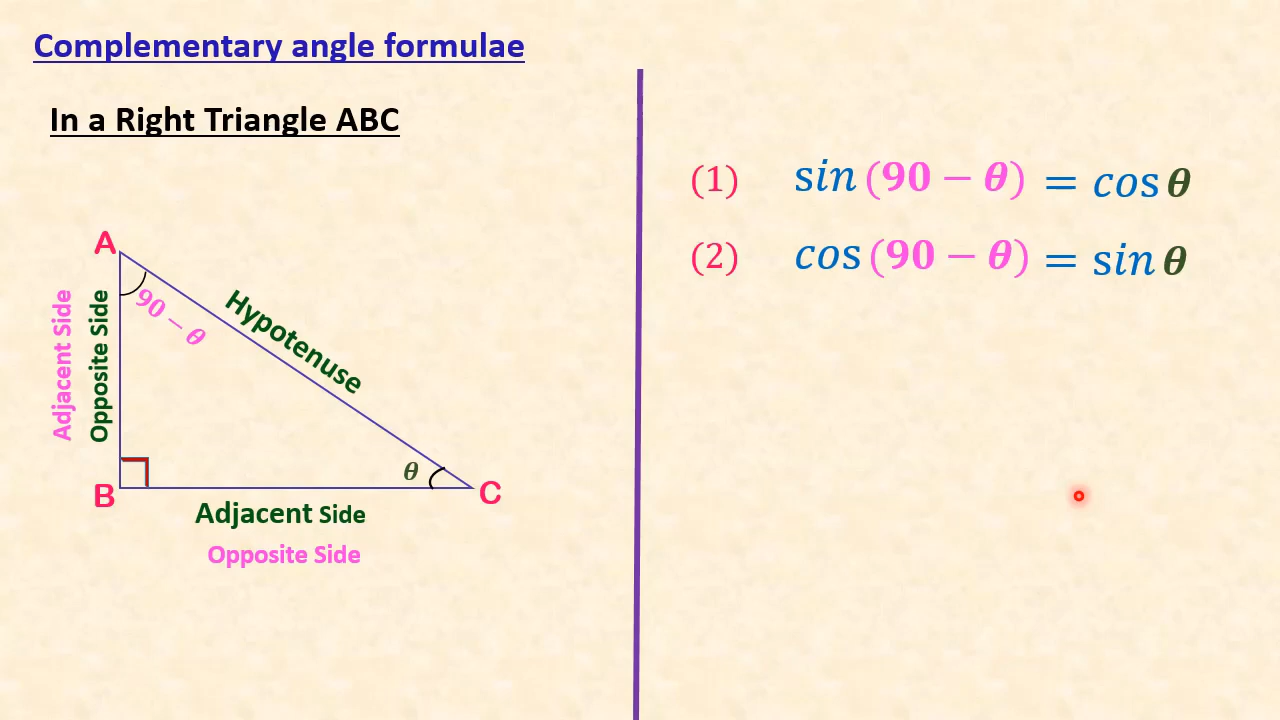 Complementary angle formulae
In a Right Triangle ABC
A
90 − θ
Hypotenuse
Adjacent Side
Opposite Side
B
θ
C
Adjacent Side
Opposite Side
(1) sin (90 − θ) = cos θ
(2) cos (90 − θ) = sin θ